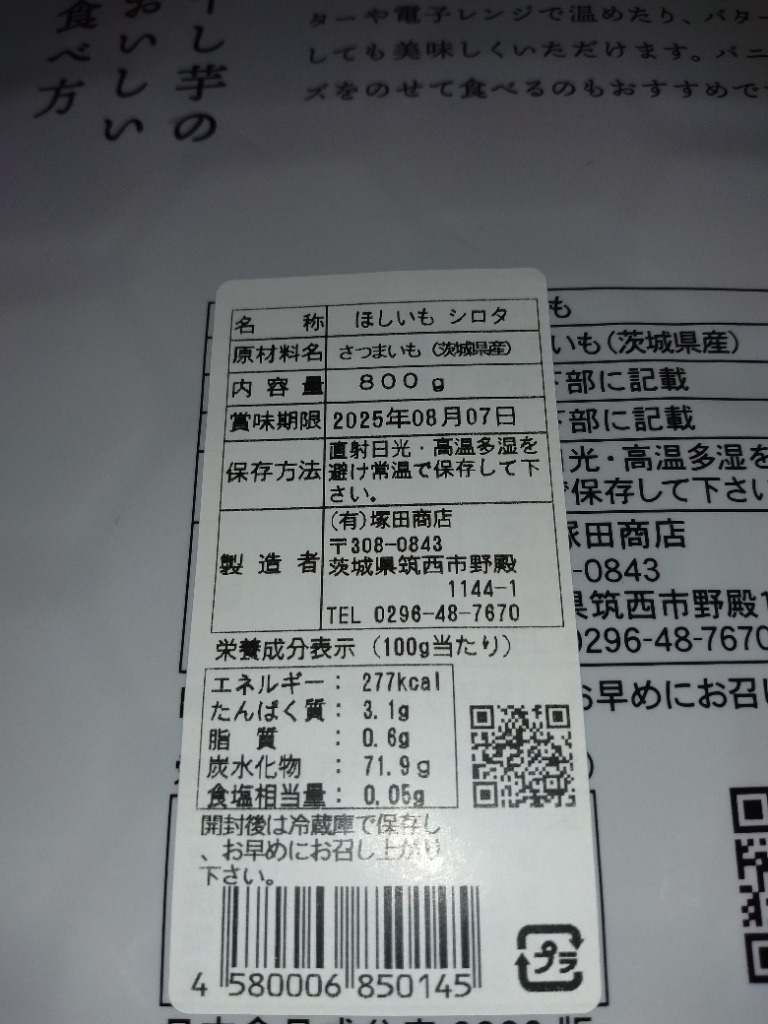 干し芋の
おいしい
食べ方
ターや電子レンジで温めたり、バター
しても美味しくいただけます。バニ
ズをのせて食べるのもおすすめで
名称 ほしいも シロタ
原材料名 さつまいも（茨城県産）
内容量 800g
賞味期限 2025年08月07日
保存方法 直射日光・高温多湿を
避け常温で保存して下
さい。
製造者 (有)塚田商店
〒308-0843
茨城県筑西市野殿
1144-1
TEL 0296-48-7670
栄養成分表示（100g当たり）
エネルギー： 277kcal
たんぱく質： 3.1g
脂質： 0.6g
炭水化物： 71.9g
食塩相当量： 0.05g
開封後は冷蔵庫で保存し
、お早めにお召し上がり
下さい。
4 580006 850145
プラ
も
いも（茨城県産）
下部に記載
下部に記載
光・高温多湿を
保存して下さい
塚田商店
-0843
県筑西市野殿1
0296-48-7670
お早めにお召し